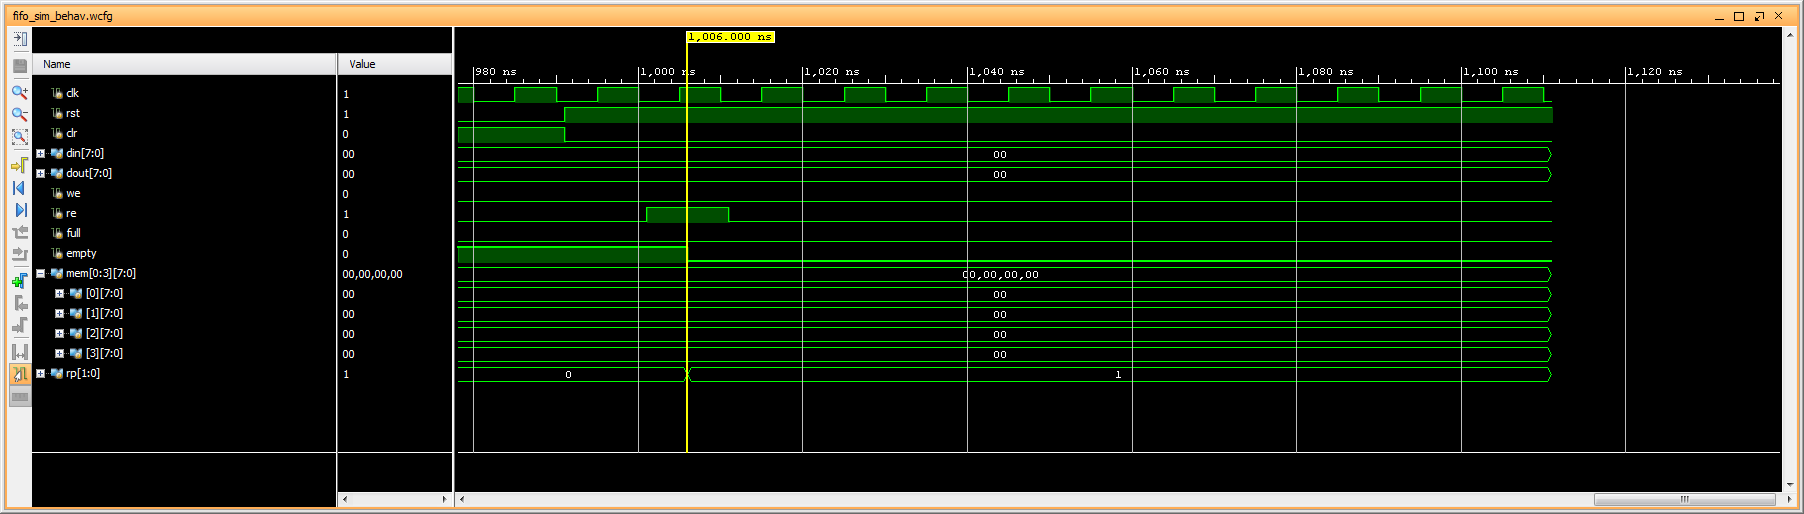 fifo_sim_behav.wcfg
1,006.000 ns
Name Value
980 ns 1,000 ns 1,020 ns 1,040 ns 1,060 ns 1,080 ns 1,100 ns 1,120 ns
clk 1
rst 1
clr 0
din[7:0] 00 00
dout[7:0] 00 00
we 0
re 1
full 0
empty 0
mem[0:3][7:0] 00,00,00,00 00,00,00,00
[0][7:0] 00 00
[1][7:0] 00 00
[2][7:0] 00 00
[3][7:0] 00 00
rp[1:0] 1 0 1